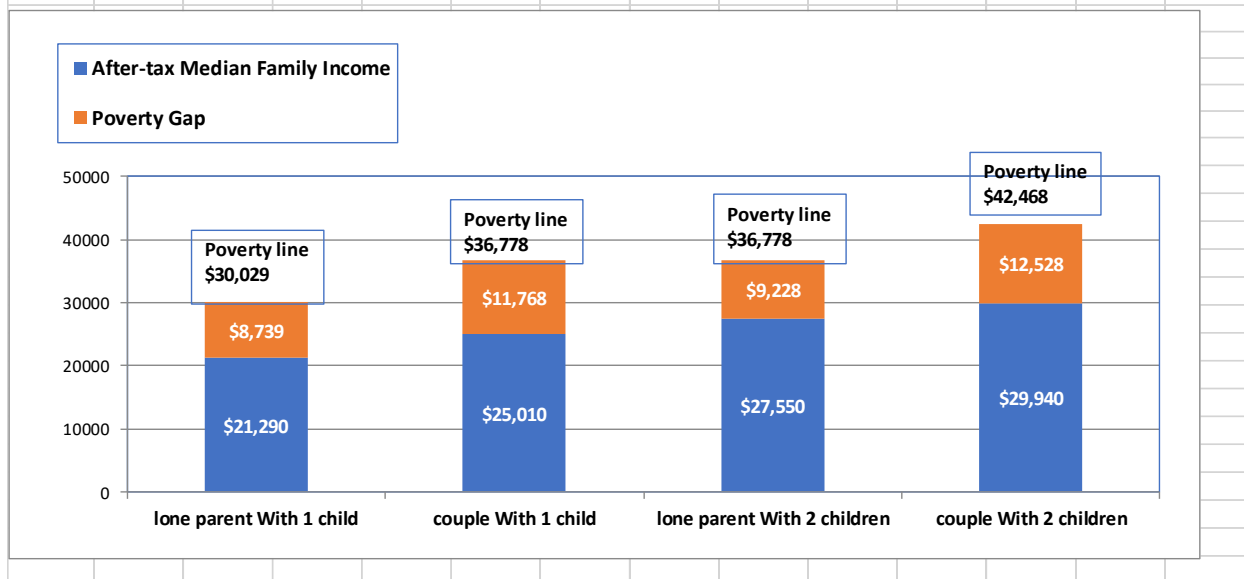 After-tax Median Family Income
Poverty Gap
50000
40000
30000
20000
10000
0
Poverty line
$30,029
$8,739
$21,290
Poverty line
$36,778
$11,768
$25,010
Poverty line
$36,778
$9,228
$27,550
Poverty line
$42,468
$12,528
$29,940
lone parent With 1 child
couple With 1 child
lone parent With 2 children
couple With 2 children